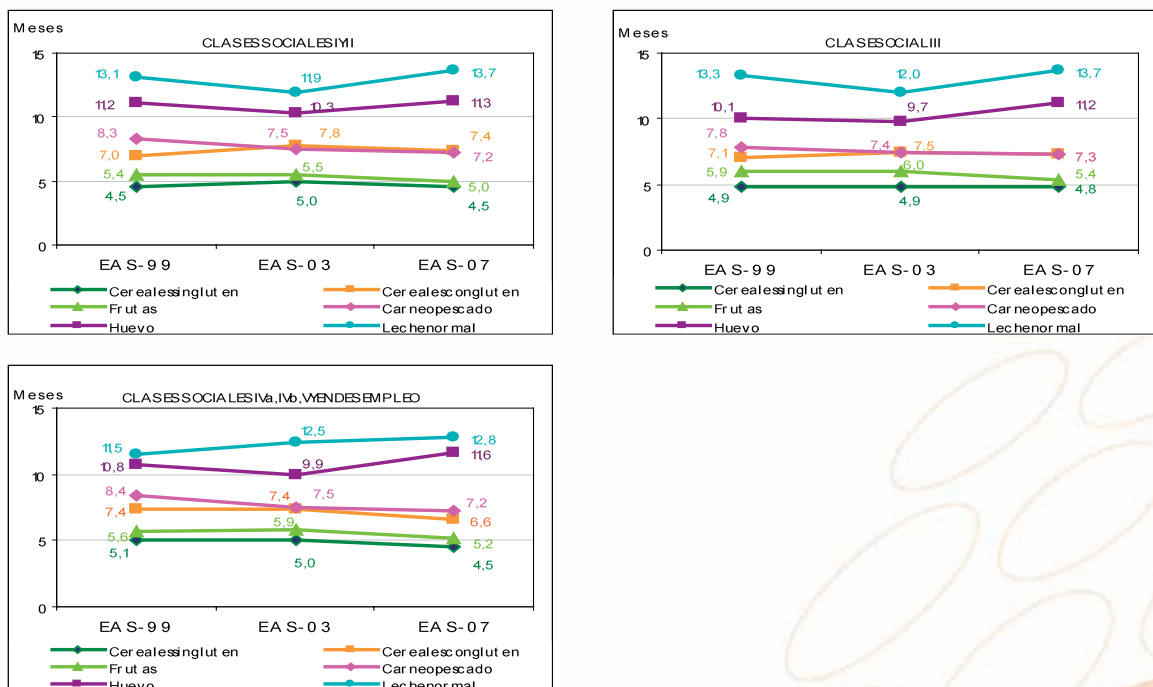 Meses
CLASES SOCIALES I Y II
15
13,1 11,9 13,7
11,2 10,3 11,3
10
8,3 7,5 7,8 7,4
7,0 7,2
5,4 5,5
5 5,0
4,5 5,0 4,5
0
EAS-99 EAS-03 EAS-07
Cereales sin gluten Cereales con gluten
Frutas Carne o pescado
Huevo Leche normal
Meses
CLASE SOCIAL III
15
13,3 12,0 13,7
10,1 9,7 11,2
10
7,8 7,4 7,5
7,1 7,3
5,9 6,0 5,4
5
4,9 4,9 4,8
0
EAS-99 EAS-03 EAS-07
Cereales sin gluten Cereales con gluten
Frutas Carne o pescado
Huevo Leche normal
Meses
CLASES SOCIALES IVa, IVb, V Y EN DESEMPLEO
15
11,5 12,5 12,8
10,8 9,9 11,6
10
8,4 7,4 7,5 7,2
7,4 6,6
5,6 5,9 5,2
5
5,1 5,0 4,5
0
EAS-99 EAS-03 EAS-07
Cereales sin gluten Cereales con gluten
Frutas Carne o pescado
Huevo Leche normal